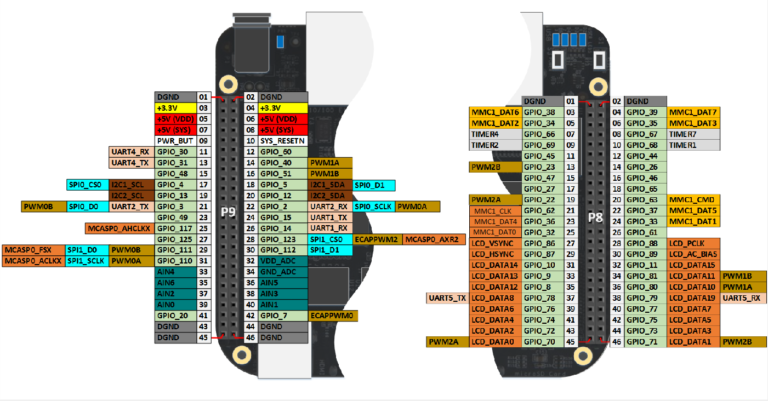 DGND 01 02 DGND
+3.3V 03 04 +3.3V
+5V (VDD) 05 06 +5V (VDD)
+5V (SYS) 07 08 +5V (SYS)
PWR_BUT 09 10 SYS_RESETN
UART4_RX GPIO_30 11 12 GPIO_60
UART4_TX GPIO_31 13 14 GPIO_40 PWM1A
GPIO_48 15 16 GPIO_51 PWM1B
SPI0_CS0 I2C1_SCL GPIO_4 17 18 GPIO_5 I2C1_SDA SPI0_D1
I2C2_SCL GPIO_13 19 20 GPIO_12 I2C2_SDA
PWM0B SPI0_D0 UART2_TX GPIO_3 21 22 GPIO_2 UART2_RX SPI0_SCLK PWM0A
P9
GPIO_49 23 24 GPIO_15 UART1_TX
MCASP0_AHCLKX GPIO_117 25 26 GPIO_14 UART1_RX
GPIO_125 27 28 GPIO_123 SPI1_CS0 ECAPPWM2 MCASP0_AXR2
MCASP0_FSX SPI1_D0 PWM0B GPIO_111 29 30 GPIO_112 SPI1_D1
MCASP0_ACLKX SPI1_SCLK PWM0A GPIO_110 31 32 VDD_ADC
AIN4 33 34 GND_ADC
AIN6 35 36 AIN5
AIN2 37 38 AIN3
AIN0 39 40 AIN1
GPIO_20 41 42 GPIO_7 ECAPPWM0
DGND 43 44 DGND
DGND 45 46 DGND
DGND 01 02 DGND
MMC1_DAT6 GPIO_38 03 04 GPIO_39 MMC1_DAT7
MMC1_DAT2 GPIO_34 05 06 GPIO_35 MMC1_DAT3
TIMER4 GPIO_66 07 08 GPIO_67 TIMER7
TIMER2 GPIO_69 09 10 GPIO_68 TIMER1
GPIO_45 11 12 GPIO_44
PWM2B GPIO_23 13 14 GPIO_26
GPIO_47 15 16 GPIO_46
GPIO_27 17 18 GPIO_65
PWM2A GPIO_22 19 20 GPIO_63 MMC1_CMD
MMC1_CLK GPIO_62 21 22 GPIO_37 MMC1_DAT5
P8
MMC1_DAT4 GPIO_36 23 24 GPIO_33 MMC1_DAT1
MMC1_DAT0 GPIO_32 25 26 GPIO_61
LCD_VSYNC GPIO_86 27 28 GPIO_88 LCD_PCLK
LCD_HSYNC GPIO_87 29 30 GPIO_89 LCD_AC_BIAS
LCD_DATA14 GPIO_10 31 32 GPIO_11 LCD_DATA15
LCD_DATA13 GPIO_9 33 34 GPIO_81 LCD_DATA11 PWM1B
LCD_DATA12 GPIO_8 35 36 GPIO_80 LCD_DATA10 PWM1A
UART5_TX LCD_DATA8 GPIO_78 37 38 GPIO_79 LCD_DATA19 UART5_RX
LCD_DATA6 GPIO_76 39 40 GPIO_77 LCD_DATA7
LCD_DATA4 GPIO_74 41 42 GPIO_75 LCD_DATA5
LCD_DATA2 GPIO_72 43 44 GPIO_73 LCD_DATA3
PWM2A LCD_DATA0 GPIO_70 45 46 GPIO_71 LCD_DATA1 PWM2B